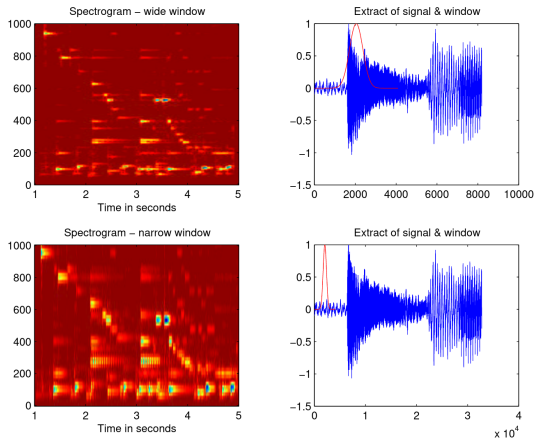 Spectrogram – wide window
1000
800
600
400
200
0
1 2 3 4 5
Time in seconds
Extract of signal & window
1
0.5
0
−0.5
−1
−1.5
0 2000 4000 6000 8000 10000
Spectrogram – narrow window
1000
800
600
400
200
0
1 2 3 4 5
Time in seconds
Extract of signal & window
1
0.5
0
−0.5
−1
−1.5
0 1 2 3 4
x 10⁴